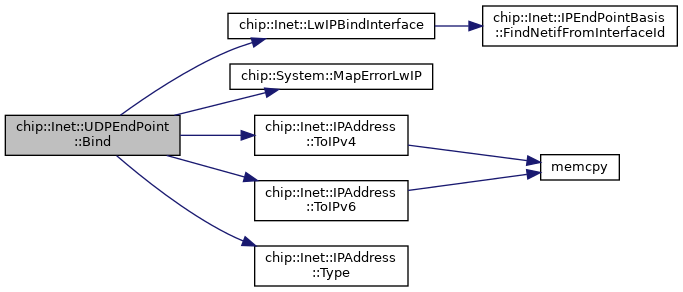 chip::Inet::LwIPBindInterface
chip::Inet::IPEndPointBasis
::FindNetifFromInterfaceId
chip::System::MapErrorLwIP
chip::Inet::UDPEndPoint
::Bind
chip::Inet::IPAddress
::ToIPv4
memcpy
chip::Inet::IPAddress
::ToIPv6
chip::Inet::IPAddress
::Type